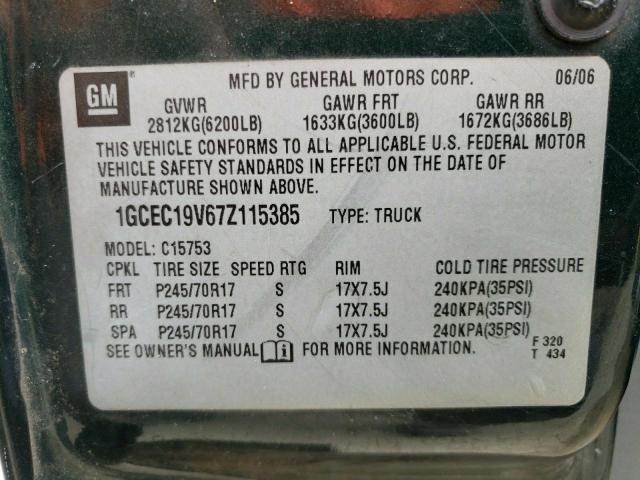 GM
MFD BY GENERAL MOTORS CORP. 06/06
GVWR GAWR FRT GAWR RR
2812KG(6200LB) 1633KG(3600LB) 1672KG(3686LB)
THIS VEHICLE CONFORMS TO ALL APPLICABLE U.S. FEDERAL MOTOR
VEHICLE SAFETY STANDARDS IN EFFECT ON THE DATE OF
MANUFACTURE SHOWN ABOVE.
1GCEC19V67Z115385 TYPE: TRUCK
MODEL: C15753
CPKL TIRE SIZE SPEED RTG RIM COLD TIRE PRESSURE
FRT P245/70R17 S 17X7.5J 240KPA(35PSI)
RR P245/70R17 S 17X7.5J 240KPA(35PSI)
SPA P245/70R17 S 17X7.5J 240KPA(35PSI)
SEE OWNER'S MANUAL i FOR MORE INFORMATION. F 320
T 434